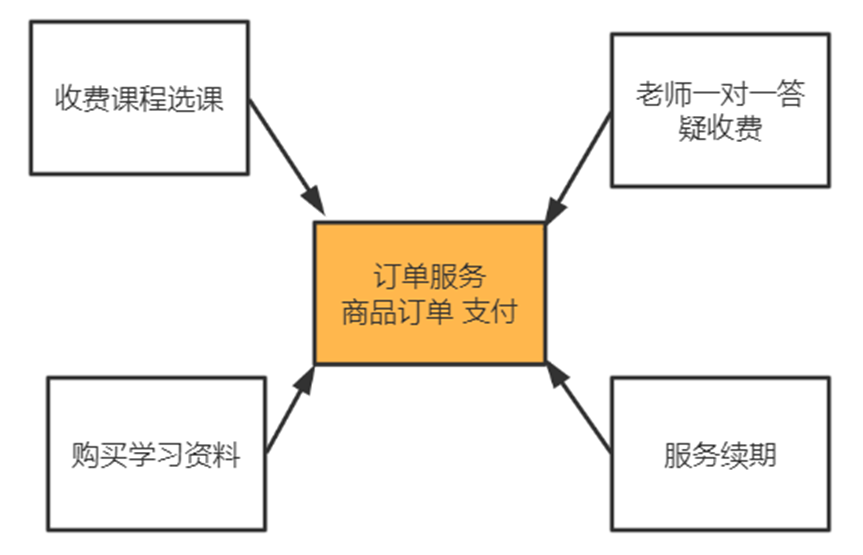 收费课程选课
老师一对一答
疑收费
订单服务
商品订单 支付
购买学习资料
服务续期